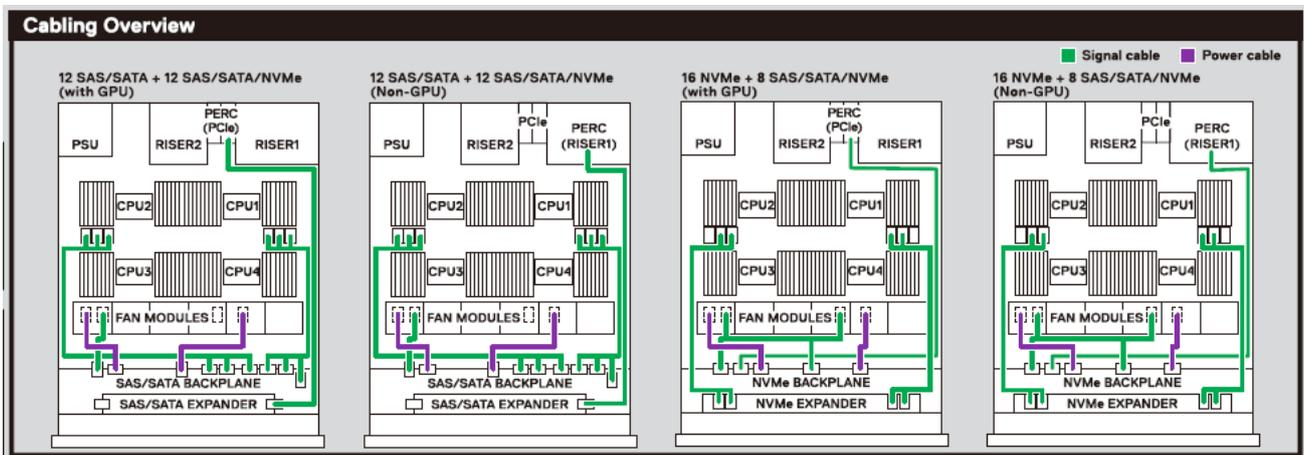 Cabling Overview
Signal cable
Power cable
12 SAS/SATA + 12 SAS/SATA/NVMe
(with GPU)
PERC
(PCIe)
PSU
RISER2
RISER1
CPU2
CPU1
CPU3
CPU4
FAN MODULES
SAS/SATA BACKPLANE
SAS/SATA EXPANDER
12 SAS/SATA + 12 SAS/SATA/NVMe
(Non-GPU)
PCIe
PERC
(RISER1)
PSU
RISER2
CPU2
CPU1
CPU3
CPU4
FAN MODULES
SAS/SATA BACKPLANE
SAS/SATA EXPANDER
16 NVMe + 8 SAS/SATA/NVMe
(with GPU)
PERC
(PCIe)
PSU
RISER2
RISER1
CPU2
CPU1
CPU3
CPU4
FAN MODULES
NVMe BACKPLANE
NVMe EXPANDER
16 NVMe + 8 SAS/SATA/NVMe
(Non-GPU)
PCIe
PERC
(RISER1)
PSU
RISER2
CPU2
CPU1
CPU3
CPU4
FAN MODULES
NVMe BACKPLANE
NVMe EXPANDER